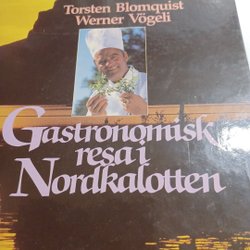 Torsten Blomquist
Werner Vögeli
Gastronomisk
resa i
Nordkalotten